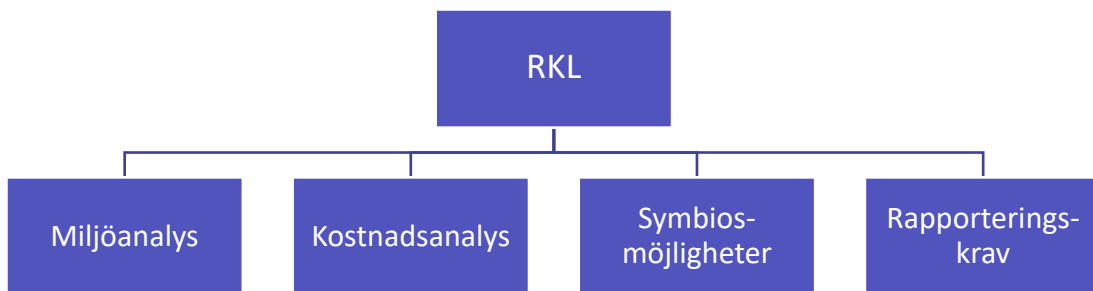 RKL
Miljöanalys
Kostnadsanalys
Symbios-
möjligheter
Rapporterings-
krav